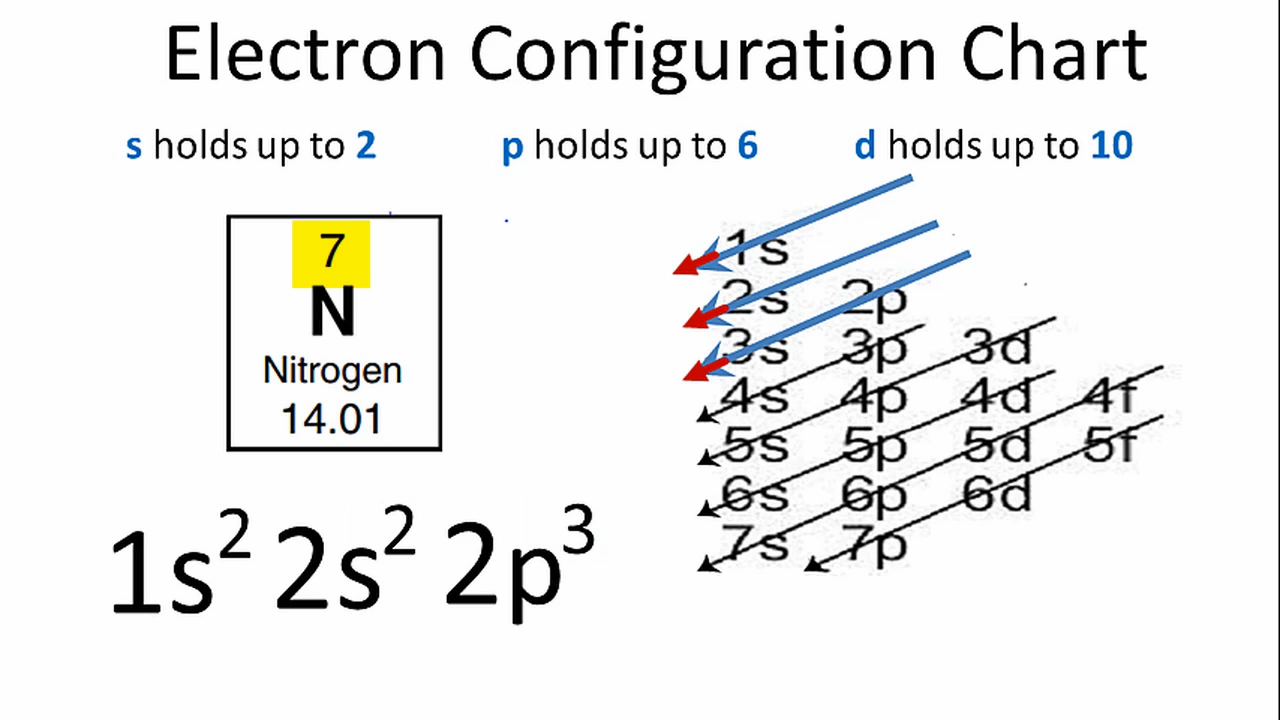 Electron Configuration Chart
s holds up to 2 p holds up to 6 d holds up to 10
7
N
Nitrogen
14.01
1s² 2s² 2p³
1s
2s 2p
3s 3p 3d
4s 4p 4d 4f
5s 5p 5d 5f
6s 6p 6d
7s 7p